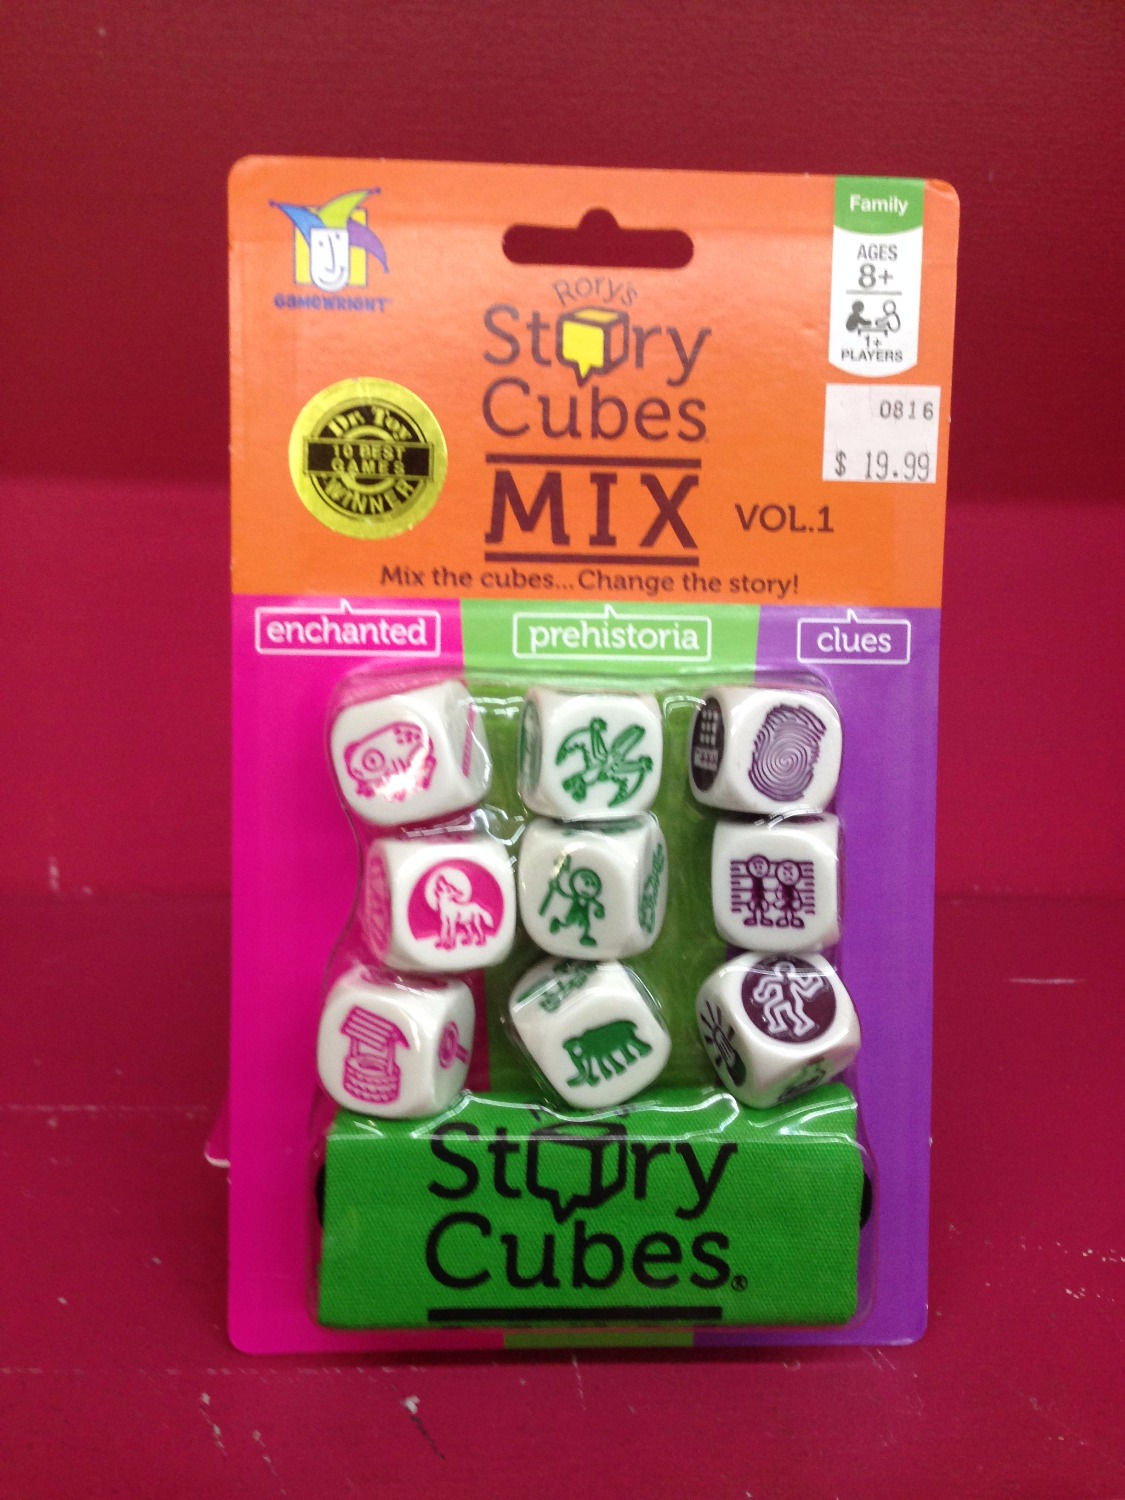 GAMEWRIGHT
Family
AGES
8+
1+
PLAYERS
Rory's
Story
Cubes
MIX
VOL.1
Mix the cubes... Change the story!
Dr. Toy
10 BEST
GAMES
WINNER
0816
$ 19.99
enchanted
prehistoria
clues
Story
Cubes®